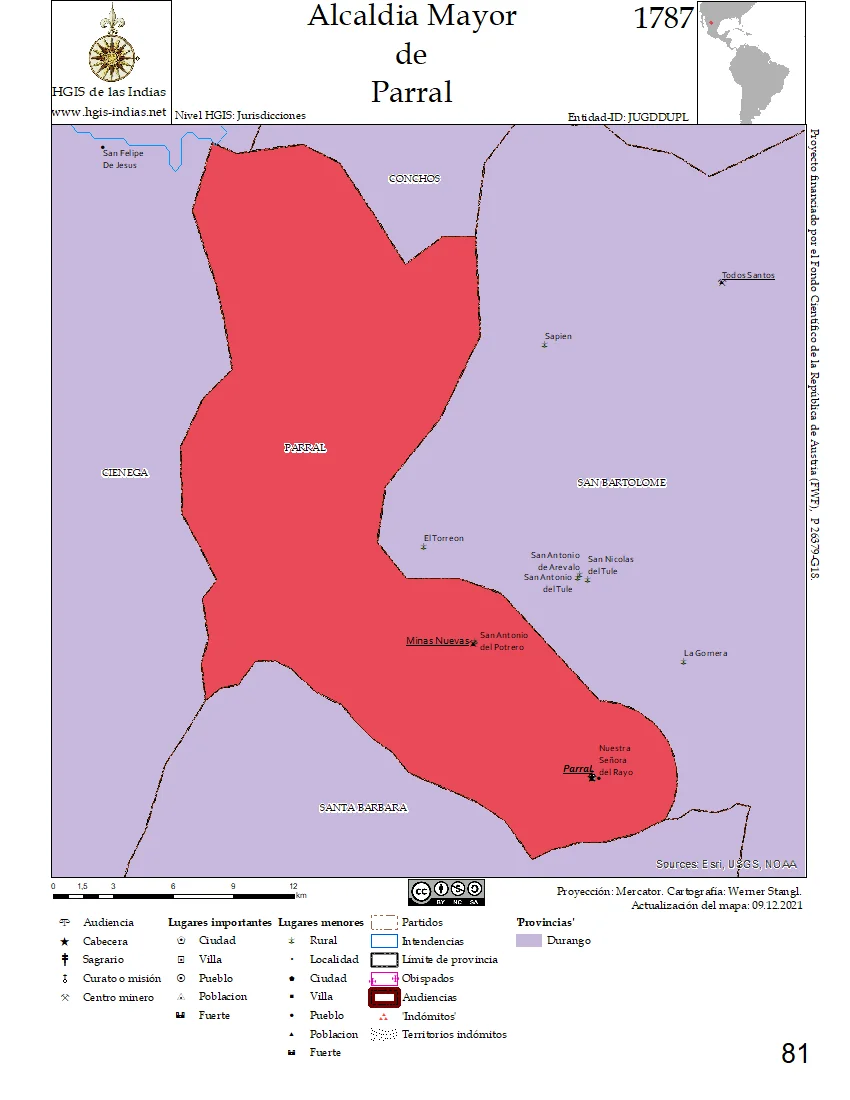 Alcaldia Mayor
de
Parral
1787
HGIS de las Indias
www.hgis-indias.net
Nivel HGIS: Jurisdicciones
Entidad-ID: JUGDDUPL
San Felipe
De Jesus
CONCHOS
Todos Santos
Sapien
PARRAL
CIENEGA
SAN BARTOLOME
El Torreon
San Antonio
de Arevalo
San Nicolas
del Tule
San Antonio
del Tule
Minas Nuevas
San Antonio
del Potrero
La Gomera
Nuestra
Señora
del Rayo
Parral
SANTA BARBARA
Sources: Esri, USGS, NOAA
Proyecto financiado por el Fondo Científico de la República de Austria (FWF), P 26379-G18.
0 1,5 3 6 9 12
km
CC BY NC SA
Proyección: Mercator. Cartografía: Werner Stangl.
Actualización del mapa: 09.12.2021
Audiencia
Cabecera
Sagrario
Curato o misión
Centro minero
Lugares importantes
Ciudad
Villa
Pueblo
Poblacion
Fuerte
Lugares menores
Rural
Localidad
Ciudad
Villa
Pueblo
Poblacion
Fuerte
Partidos
Intendencias
Límite de provincia
Obispados
Audiencias
'Indómitos'
Territorios indómitos
'Provincias'
Durango
81